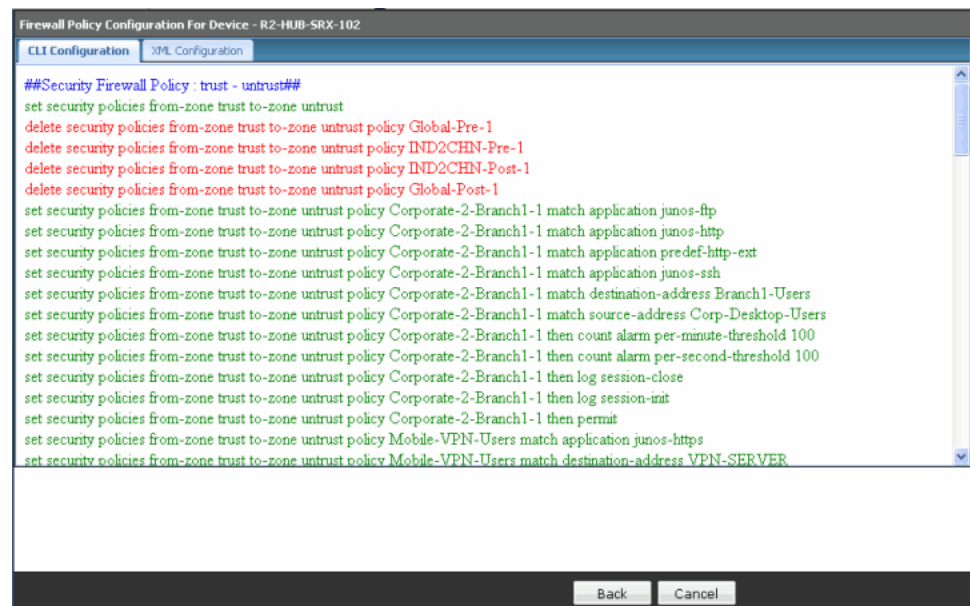 Firewall Policy Configuration For Device - R2-HUB-SRX-102
CLI Configuration XML Configuration
##Security Firewall Policy : trust - untrust##
set security policies from-zone trust to-zone untrust
delete security policies from-zone trust to-zone untrust policy Global-Pre-1
delete security policies from-zone trust to-zone untrust policy IND2CHN-Pre-1
delete security policies from-zone trust to-zone untrust policy IND2CHN-Post-1
delete security policies from-zone trust to-zone untrust policy Global-Post-1
set security policies from-zone trust to-zone untrust policy Corporate-2-Branch1-1 match application junos-ftp
set security policies from-zone trust to-zone untrust policy Corporate-2-Branch1-1 match application junos-http
set security policies from-zone trust to-zone untrust policy Corporate-2-Branch1-1 match application predef-http-ext
set security policies from-zone trust to-zone untrust policy Corporate-2-Branch1-1 match application junos-ssh
set security policies from-zone trust to-zone untrust policy Corporate-2-Branch1-1 match destination-address Branch1-Users
set security policies from-zone trust to-zone untrust policy Corporate-2-Branch1-1 match source-address Corp-Desktop-Users
set security policies from-zone trust to-zone untrust policy Corporate-2-Branch1-1 then count alarm per-minute-threshold 100
set security policies from-zone trust to-zone untrust policy Corporate-2-Branch1-1 then count alarm per-second-threshold 100
set security policies from-zone trust to-zone untrust policy Corporate-2-Branch1-1 then log session-close
set security policies from-zone trust to-zone untrust policy Corporate-2-Branch1-1 then log session-init
set security policies from-zone trust to-zone untrust policy Corporate-2-Branch1-1 then permit
set security policies from-zone trust to-zone untrust policy Mobile-VPN-Users match application junos-https
set security policies from-zone trust to-zone untrust policy Mobile-VPN-Users match destination-address VPN-SERVER
Back Cancel